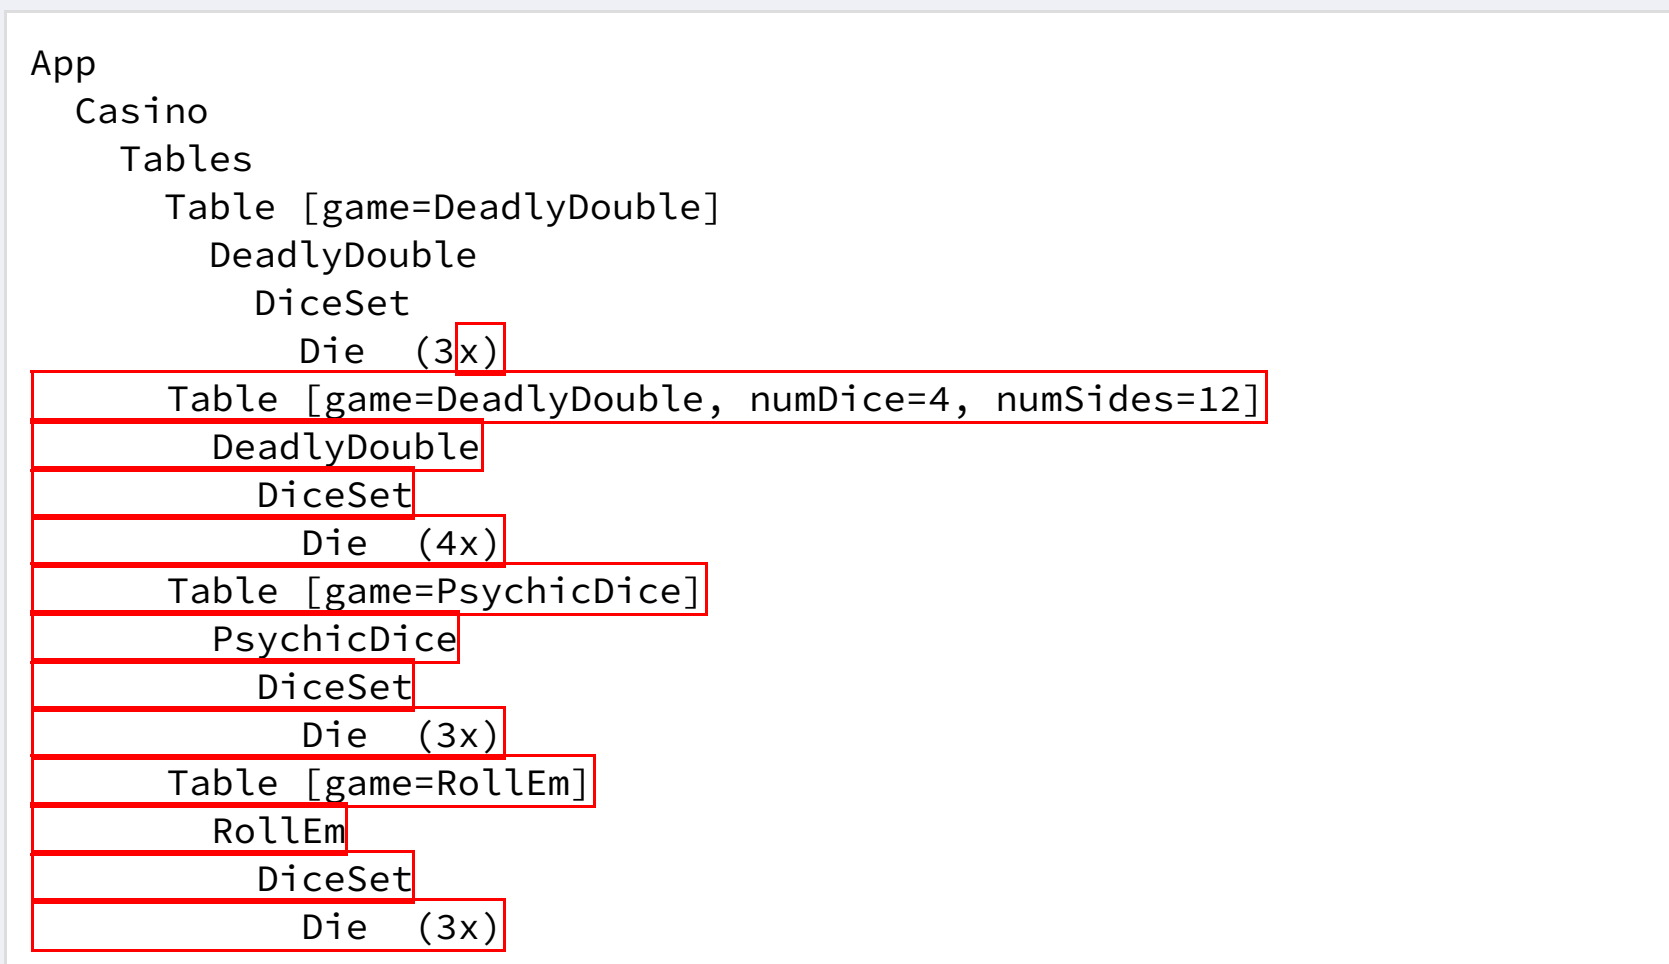 App
  Casino
    Tables
      Table [game=DeadlyDouble]
        DeadlyDouble
          DiceSet
            Die  (3x)
      Table [game=DeadlyDouble, numDice=4, numSides=12]
        DeadlyDouble
          DiceSet
            Die  (4x)
      Table [game=PsychicDice]
        PsychicDice
          DiceSet
            Die  (3x)
      Table [game=RollEm]
        RollEm
          DiceSet
            Die  (3x)